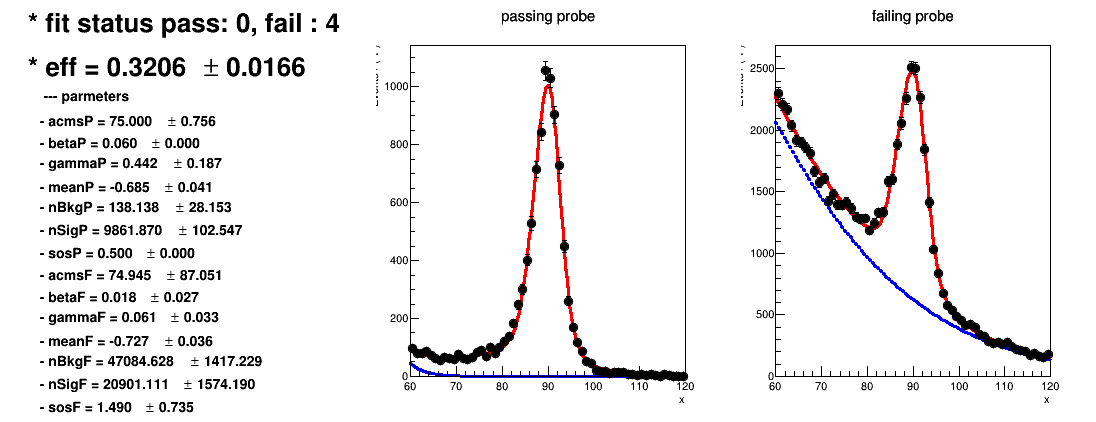 * fit status pass: 0, fail : 4
* eff = 0.3206 ± 0.0166
--- parmeters
- acmsP = 75.000 ± 0.756
- betaP = 0.060 ± 0.000
- gammaP = 0.442 ± 0.187
- meanP = -0.685 ± 0.041
- nBkgP = 138.138 ± 28.153
- nSigP = 9861.870 ± 102.547
- sosP = 0.500 ± 0.000
- acmsF = 74.945 ± 87.051
- betaF = 0.018 ± 0.027
- gammaF = 0.061 ± 0.033
- meanF = -0.727 ± 0.036
- nBkgF = 47084.628 ± 1417.229
- nSigF = 20901.111 ± 1574.190
- sosF = 1.490 ± 0.735
passing probe
1000
800
600
400
200
0
60 70 80 90 100 110 120
x
failing probe
2500
2000
1500
1000
500
0
60 70 80 90 100 110 120
x